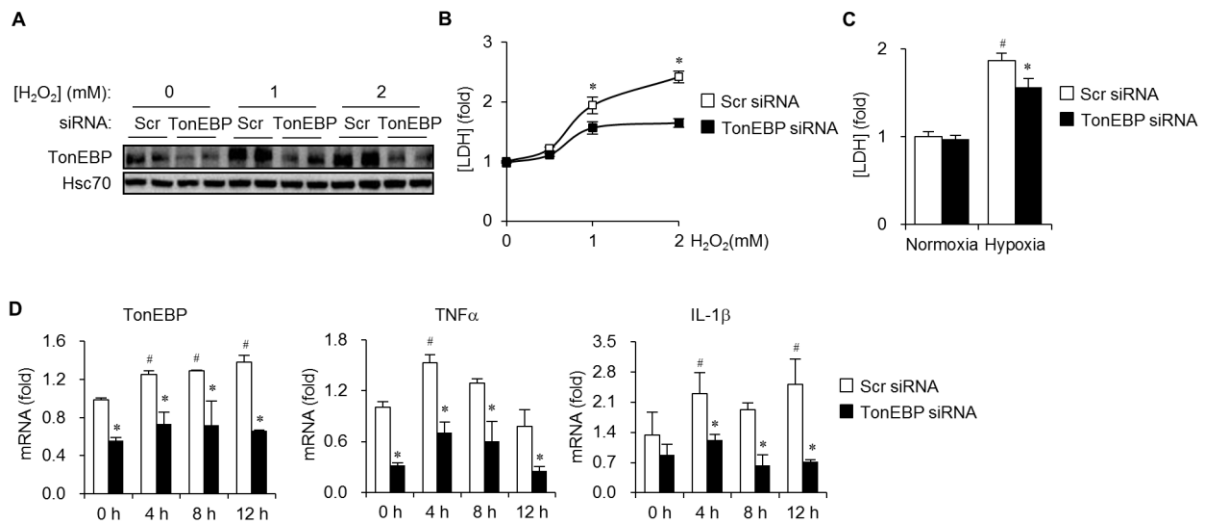 A
[H₂O₂] (mM): 0 1 2
siRNA: Scr TonEBP Scr TonEBP Scr TonEBP
TonEBP
Hsc70
B
[LDH] (fold)
3
2
1
0
* *
0 1 2 H₂O₂(mM)
Scr siRNA
TonEBP siRNA
C
[LDH] (fold)
2
1
0
# *
Normoxia Hypoxia
Scr siRNA
TonEBP siRNA
D
TonEBP
mRNA (fold)
1.6
1.2
0.8
0.4
0.0
# # #
* * * *
0 h 4 h 8 h 12 h
TNFα
mRNA (fold)
1.8
1.2
0.6
0.0
#
* * * *
0 h 4 h 8 h 12 h
IL-1β
mRNA (fold)
3.5
2.8
2.1
1.4
0.7
0.0
# #
* * *
0 h 4 h 8 h 12 h
Scr siRNA
TonEBP siRNA